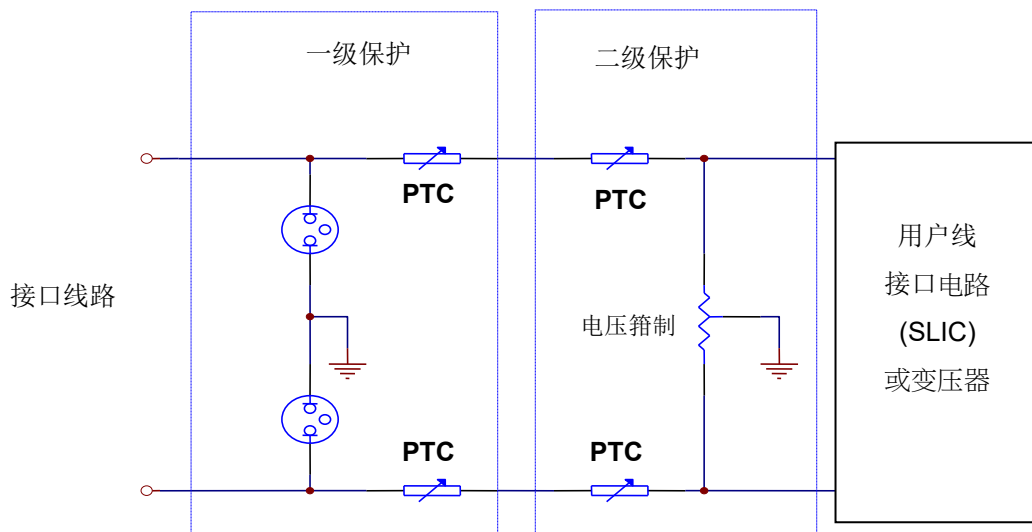 一级保护
二级保护
PTC
PTC
接口线路
电压箝制
用户线
接口电路
(SLIC)
或变压器
PTC
PTC